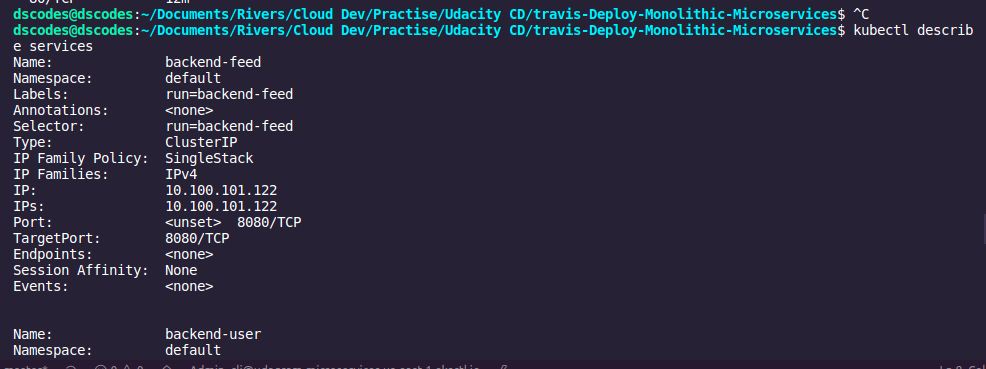 dscodes@dscodes:~/Documents/Rivers/Cloud Dev/Practise/Udacity CD/travis-Deploy-Monolithic-Microservices$ ^C
dscodes@dscodes:~/Documents/Rivers/Cloud Dev/Practise/Udacity CD/travis-Deploy-Monolithic-Microservices$ kubectl describ
e services
Name: backend-feed
Namespace: default
Labels: run=backend-feed
Annotations: <none>
Selector: run=backend-feed
Type: ClusterIP
IP Family Policy: SingleStack
IP Families: IPv4
IP: 10.100.101.122
IPs: 10.100.101.122
Port: <unset> 8080/TCP
TargetPort: 8080/TCP
Endpoints: <none>
Session Affinity: None
Events: <none>
Name: backend-user
Namespace: default